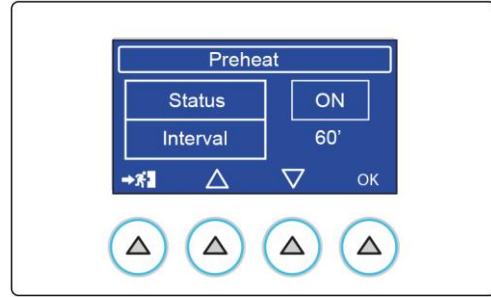 Preheat
Status ON
Interval 60’
OK